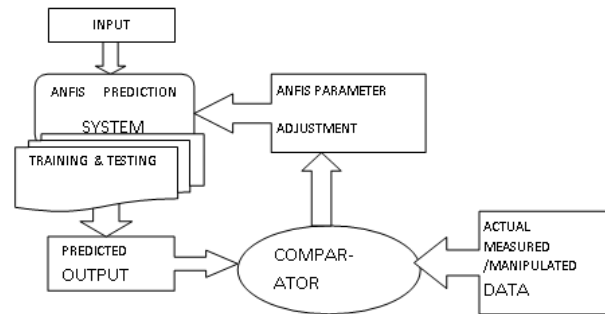 INPUT
ANFIS PREDICTION
SYSTEM
TRAINING & TESTING
PREDICTED
OUTPUT
ANFIS PARAMETER
ADJUSTMENT
COMPAR-
ATOR
ACTUAL
MEASURED
/MANIPULATED
DATA